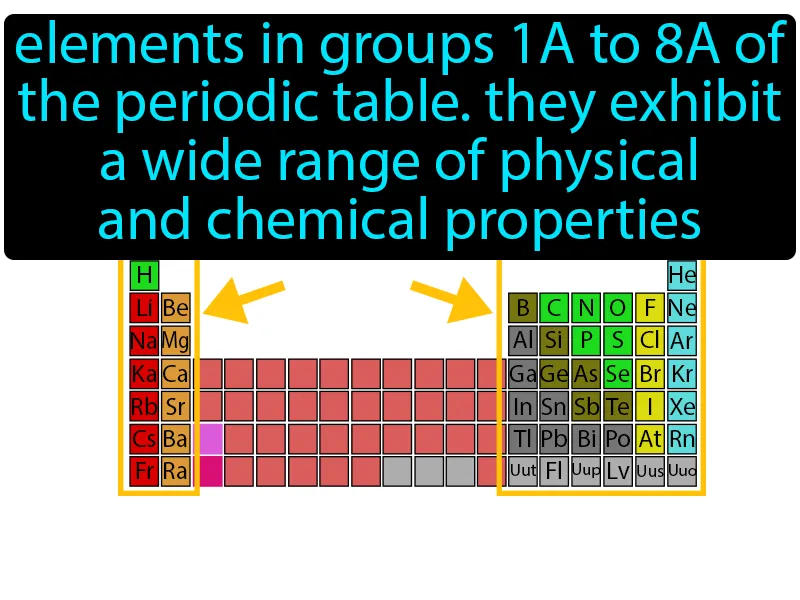 elements in groups 1A to 8A of
the periodic table. they exhibit
a wide range of physical
and chemical properties
H He
Li Be B C N O F Ne
Na Mg Al Si P S Cl Ar
Ka Ca Ga Ge As Se Br Kr
Rb Sr In Sn Sb Te I Xe
Cs Ba Tl Pb Bi Po At Rn
Fr Ra Uut Fl Uup Lv Uus Uuo